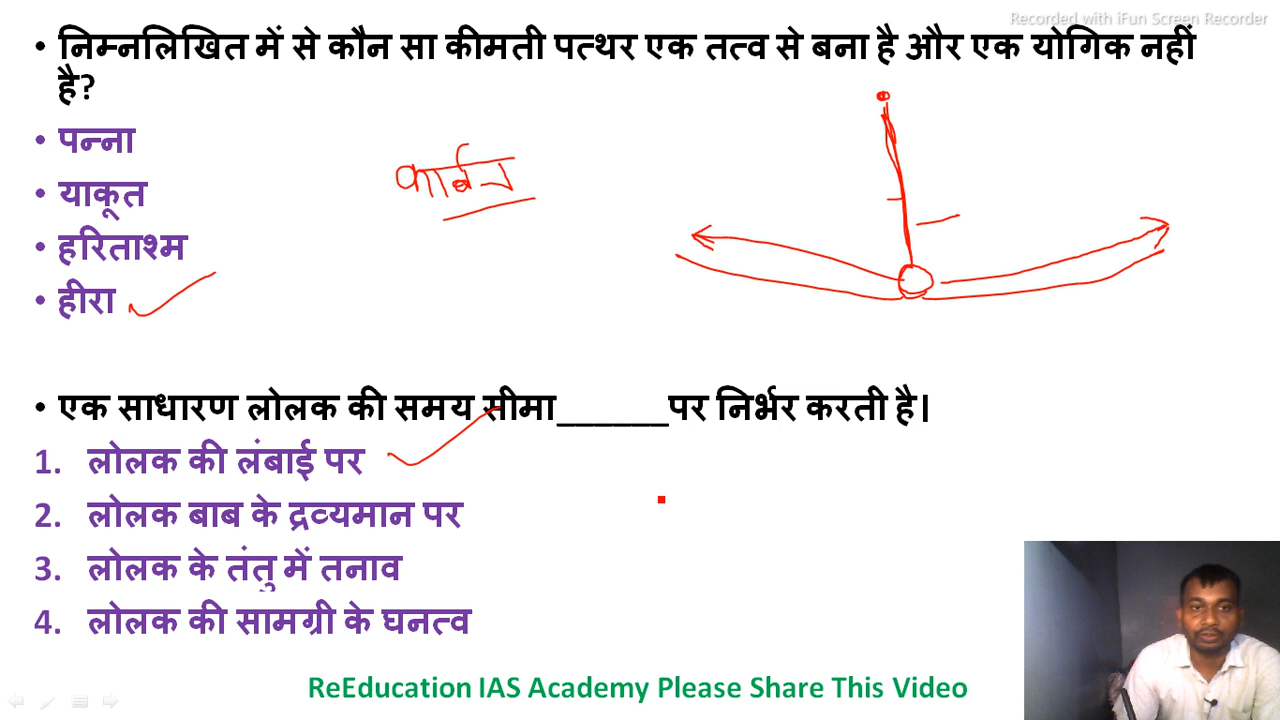 Recorded with iFun Screen Recorder
• निम्नलिखित में से कौन सा कीमती पत्थर एक तत्व से बना है और एक योगिक नहीं
है?
• पन्ना
• याकूत
• हरिताश्म
• हीरा
कार्बन
• एक साधारण लोलक की समय सीमा______पर निर्भर करती है।
1. लोलक की लंबाई पर
2. लोलक बाब के द्रव्यमान पर
3. लोलक के तंतु में तनाव
4. लोलक की सामग्री के घनत्व
ReEducation IAS Academy Please Share This Video